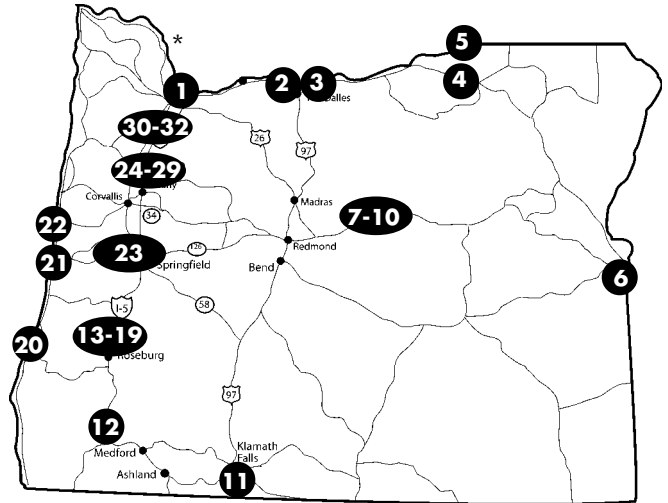 *
5
1
2
3
4
Dalles
30-32
26
97
24-29
Corvallis
34
Madras
7-10
22
126
Redmond
23
Springfield
21
Bend
6
I-5
58
13-19
20
Roseburg
97
12
Klamath
Falls
Medford
Ashland
11